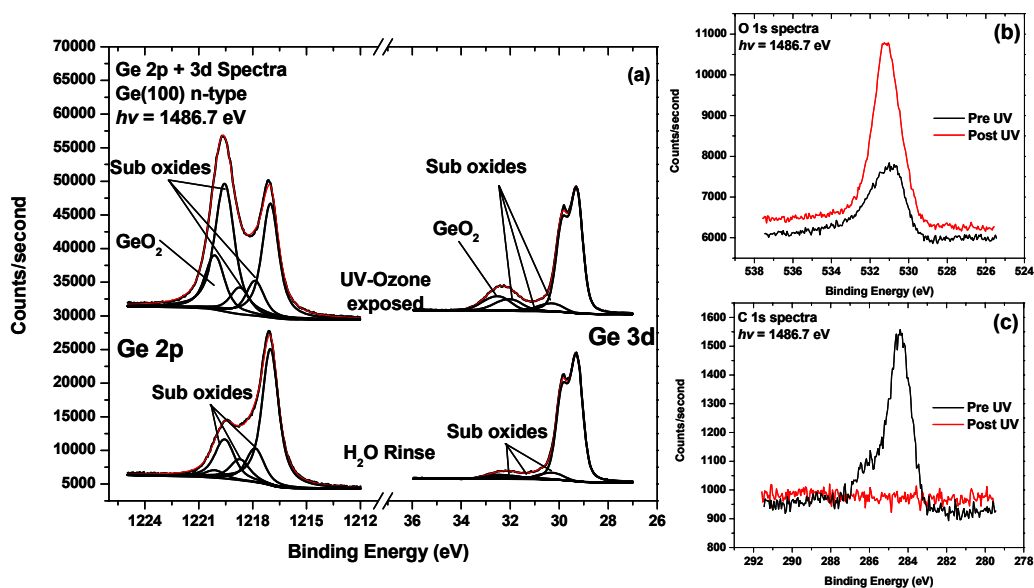 70000
65000
60000
55000
50000
45000
40000
35000
30000
25000
20000
15000
10000
5000
Counts/second
Ge 2p + 3d Spectra
Ge(100) n-type
hν = 1486.7 eV
(a)
Sub oxides
Sub oxides
GeO2
GeO2
UV-Ozone
exposed
Ge 2p
Ge 3d
Sub oxides
H2O Rinse
Sub oxides
1224 1221 1218 1215 1212 36 34 32 30 28 26
Binding Energy (eV)
O 1s spectra
hν = 1486.7 eV
(b)
11000
10000
9000
8000
7000
6000
Counts/second
Pre UV
Post UV
538 536 534 532 530 528 526 524
Binding Energy (eV)
C 1s spectra
hν = 1486.7 eV
(c)
1600
1500
1400
1300
1200
1100
1000
900
800
Counts/second
Pre UV
Post UV
292 290 288 286 284 282 280 278
Binding Energy (eV)